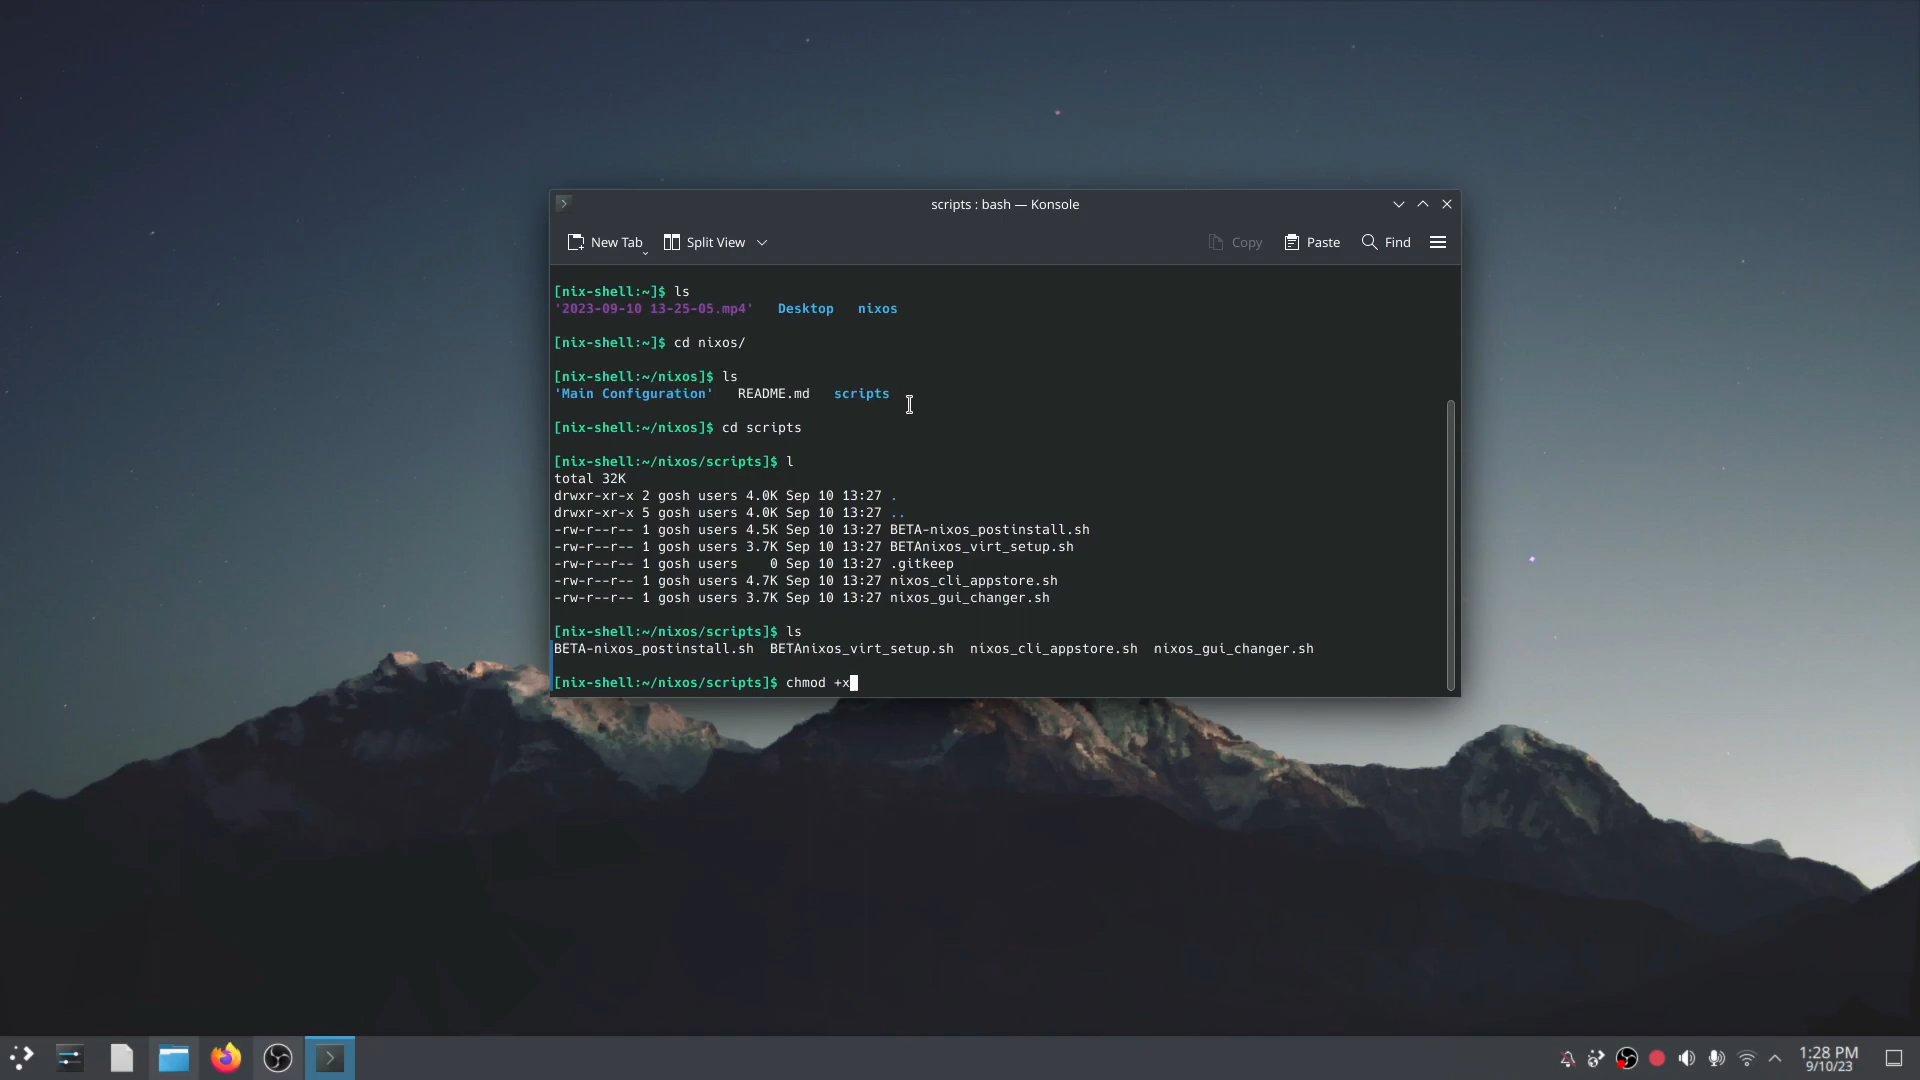 scripts : bash — Konsole
New Tab Split View Copy Paste Find
[nix-shell:~]$ ls
'2023-09-10 13-25-05.mp4' Desktop nixos
[nix-shell:~]$ cd nixos/
[nix-shell:~/nixos]$ ls
'Main Configuration' README.md scripts
[nix-shell:~/nixos]$ cd scripts
[nix-shell:~/nixos/scripts]$ l
total 32K
drwxr-xr-x 2 gosh users 4.0K Sep 10 13:27 .
drwxr-xr-x 5 gosh users 4.0K Sep 10 13:27 ..
-rw-r--r-- 1 gosh users 4.5K Sep 10 13:27 BETA-nixos_postinstall.sh
-rw-r--r-- 1 gosh users 3.7K Sep 10 13:27 BETAnixos_virt_setup.sh
-rw-r--r-- 1 gosh users 0 Sep 10 13:27 .gitkeep
-rw-r--r-- 1 gosh users 4.7K Sep 10 13:27 nixos_cli_appstore.sh
-rw-r--r-- 1 gosh users 3.7K Sep 10 13:27 nixos_gui_changer.sh
[nix-shell:~/nixos/scripts]$ ls
BETA-nixos_postinstall.sh BETAnixos_virt_setup.sh nixos_cli_appstore.sh nixos_gui_changer.sh
[nix-shell:~/nixos/scripts]$ chmod +x
1:28 PM
9/10/23